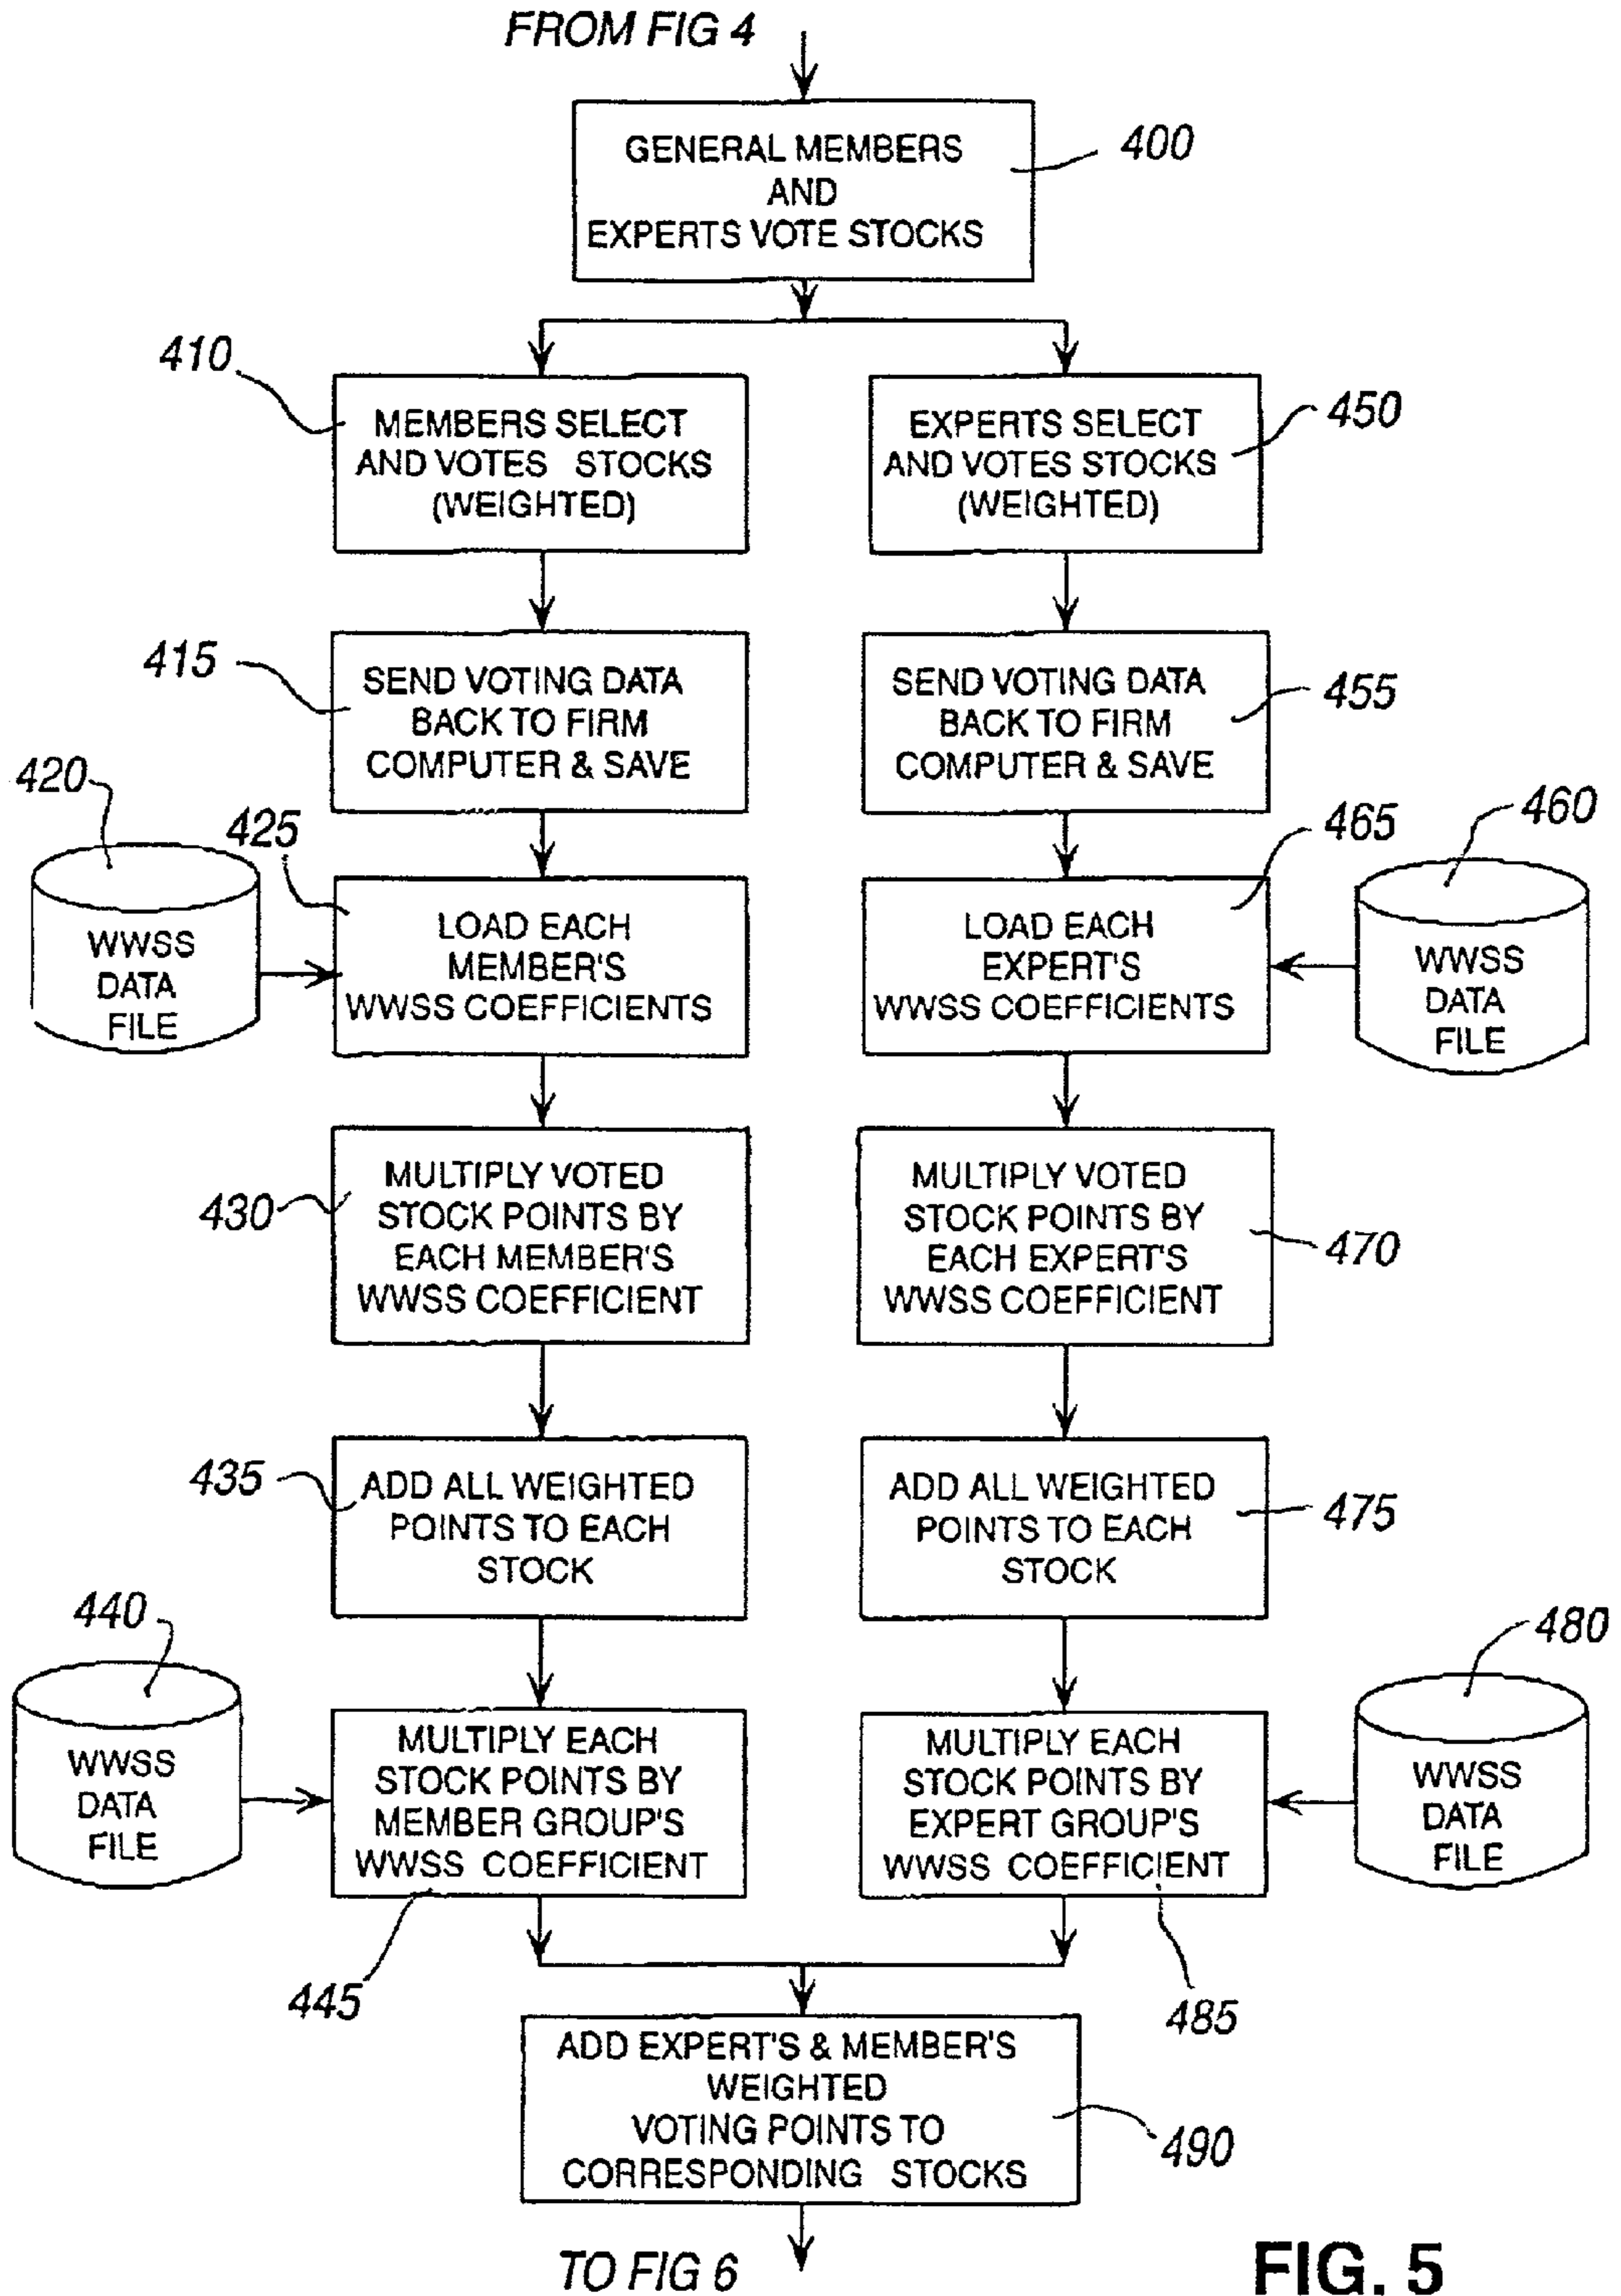 FROM FIG 4
GENERAL MEMBERS
AND
EXPERTS VOTE STOCKS
400
410
MEMBERS SELECT
AND VOTES STOCKS
(WEIGHTED)
EXPERTS SELECT
AND VOTES STOCKS
(WEIGHTED)
450
415
SEND VOTING DATA
BACK TO FIRM
COMPUTER & SAVE
SEND VOTING DATA
BACK TO FIRM
COMPUTER & SAVE
455
420
WWSS
DATA
FILE
425
LOAD EACH
MEMBER'S
WWSS COEFFICIENTS
LOAD EACH
EXPERT'S
WWSS COEFFICIENTS
465
460
WWSS
DATA
FILE
430
MULTIPLY VOTED
STOCK POINTS BY
EACH MEMBER'S
WWSS COEFFICIENT
MULTIPLY VOTED
STOCK POINTS BY
EACH EXPERT'S
WWSS COEFFICIENT
470
435
ADD ALL WEIGHTED
POINTS TO EACH
STOCK
ADD ALL WEIGHTED
POINTS TO EACH
STOCK
475
440
WWSS
DATA
FILE
MULTIPLY EACH
STOCK POINTS BY
MEMBER GROUP'S
WWSS COEFFICIENT
445
MULTIPLY EACH
STOCK POINTS BY
EXPERT GROUP'S
WWSS COEFFICIENT
485
480
WWSS
DATA
FILE
ADD EXPERT'S & MEMBER'S
WEIGHTED
VOTING POINTS TO
CORRESPONDING STOCKS
490
TO FIG 6
FIG. 5